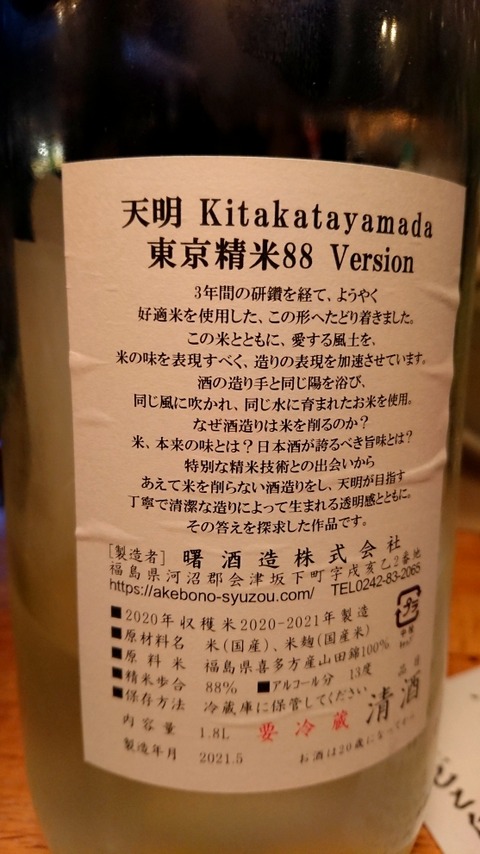 天明 Kitakatayamada
東京精米88 Version
3年間の研鑽を経て、ようやく
好適米を使用した、この形へたどり着きました。
この米とともに、愛する風土を、
米の味を表現すべく、造りの表現を加速させています。
酒の造り手と同じ陽を浴び、
同じ風に吹かれ、同じ水に育まれたお米を使用。
なぜ酒造りは米を削るのか？
米、本来の味とは？日本酒が誇るべき旨味とは？
特別な精米技術との出会いから
あえて米を削らない酒造りをし、天明が目指す
丁寧で清潔な造りによって生まれる透明感とともに。
その答えを探求した作品です。
[製造者] 曙酒造株式会社
福島県河沼郡会津坂下町字戌亥乙2番地
https://akebono-syuzou.com/ TEL0242-83-2065
■2020年収穫米2020-2021年製造
■原材料名 米(国産)、米麹(国産米)
■原料米 福島県喜多方産山田錦100%
■精米歩合 88% ■アルコール分 13度
■保存方法 冷蔵庫に保管してください
品目
清酒
内容量 1.8L 要冷蔵
製造年月 2021.5 お酒は20歳になってから